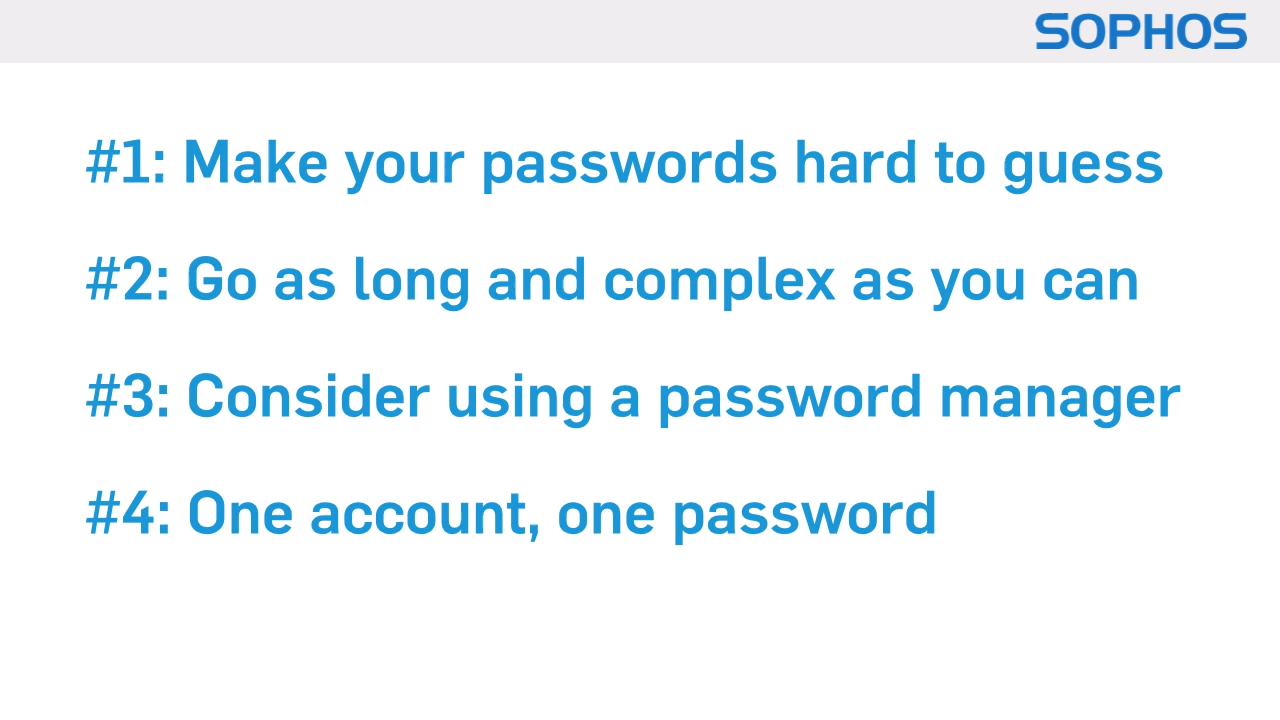 SOPHOS
#1: Make your passwords hard to guess
#2: Go as long and complex as you can
#3: Consider using a password manager
#4: One account, one password